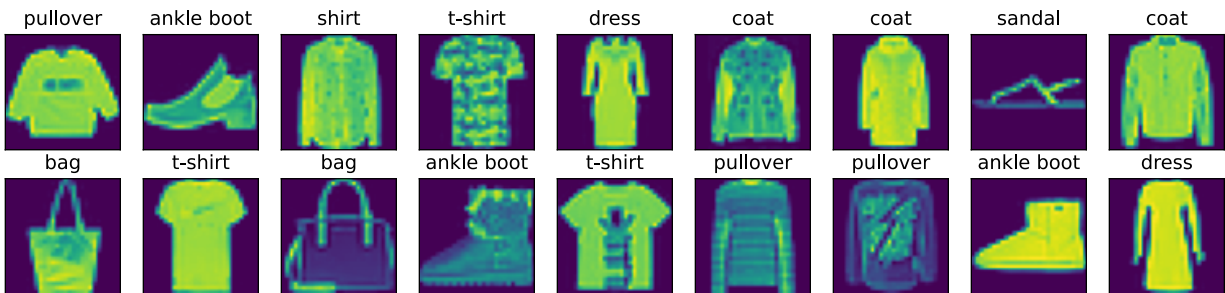 pullover ankle boot shirt t-shirt dress coat coat sandal coat
bag t-shirt bag ankle boot t-shirt pullover pullover ankle boot dress